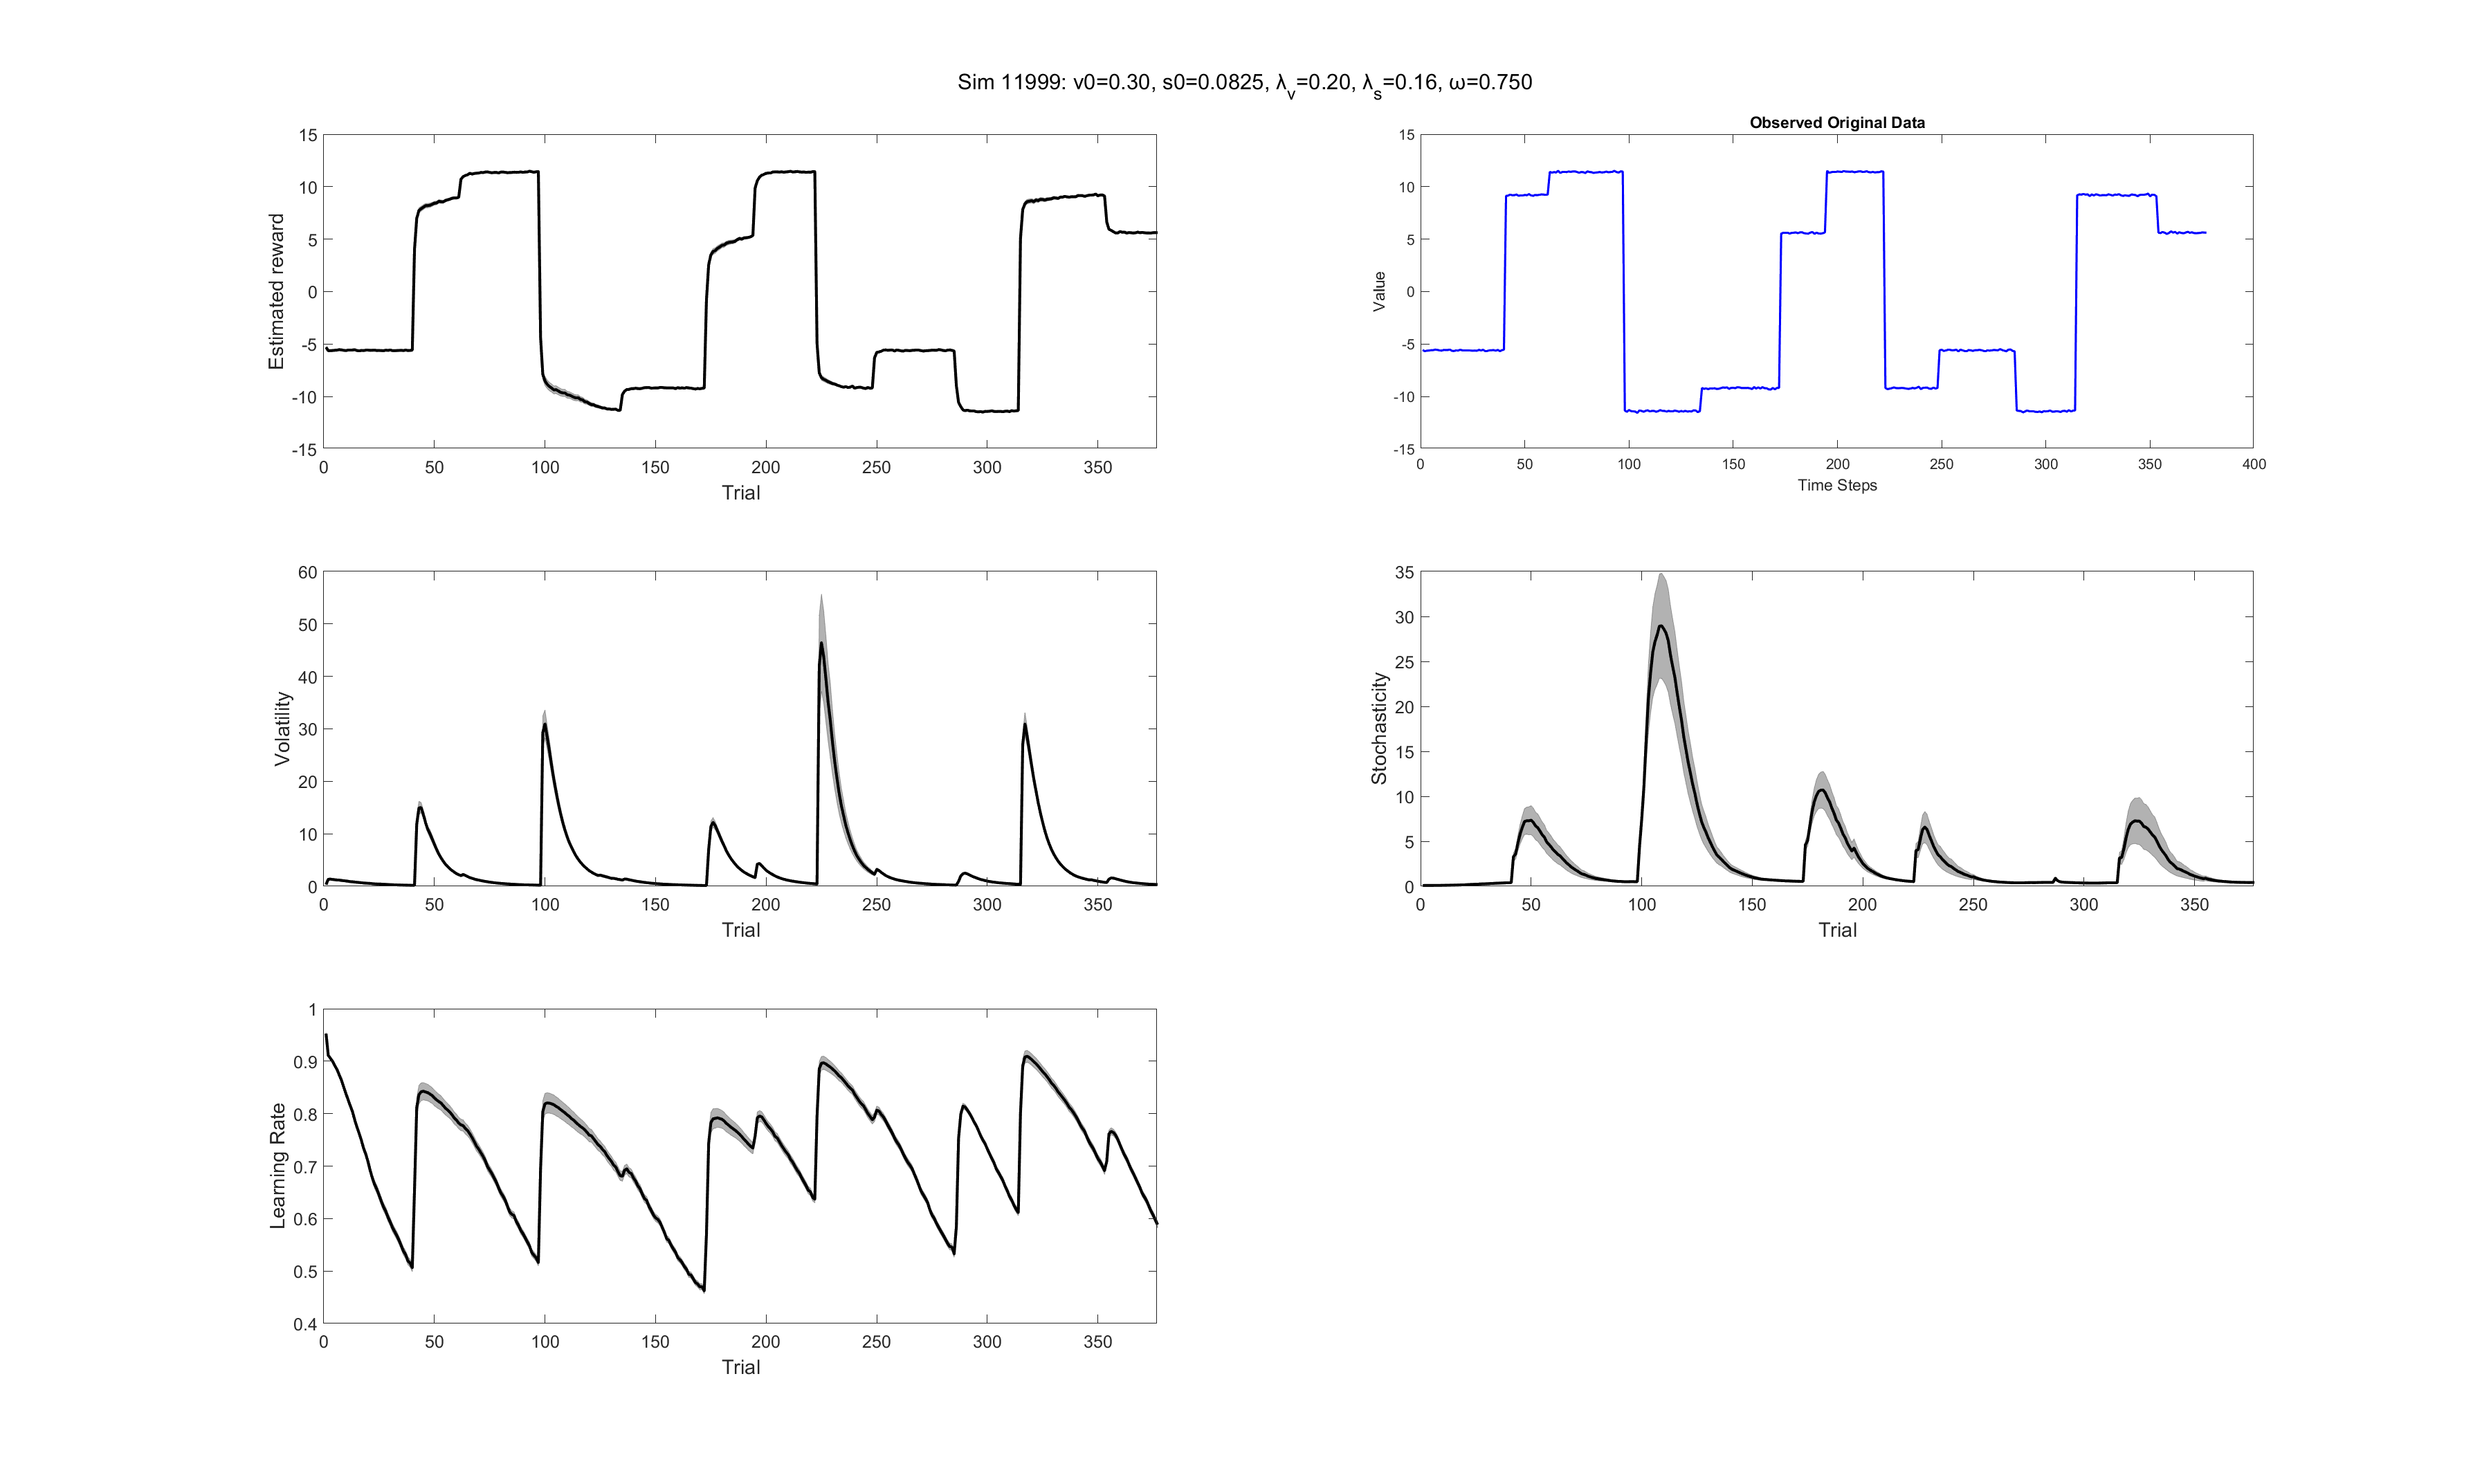 Sim 11999: v0=0.30, s0=0.0825, λv=0.20, λs=0.16, ω=0.750
Estimated reward
15
10
5
0
-5
-10
-15
0 50 100 150 200 250 300 350
Trial
Observed Original Data
Value
15
10
5
0
-5
-10
-15
0 50 100 150 200 250 300 350 400
Time Steps
Volatility
60
50
40
30
20
10
0
0 50 100 150 200 250 300 350
Trial
Stochasticity
35
30
25
20
15
10
5
0
0 50 100 150 200 250 300 350
Trial
Learning Rate
1
0.9
0.8
0.7
0.6
0.5
0.4
0 50 100 150 200 250 300 350
Trial